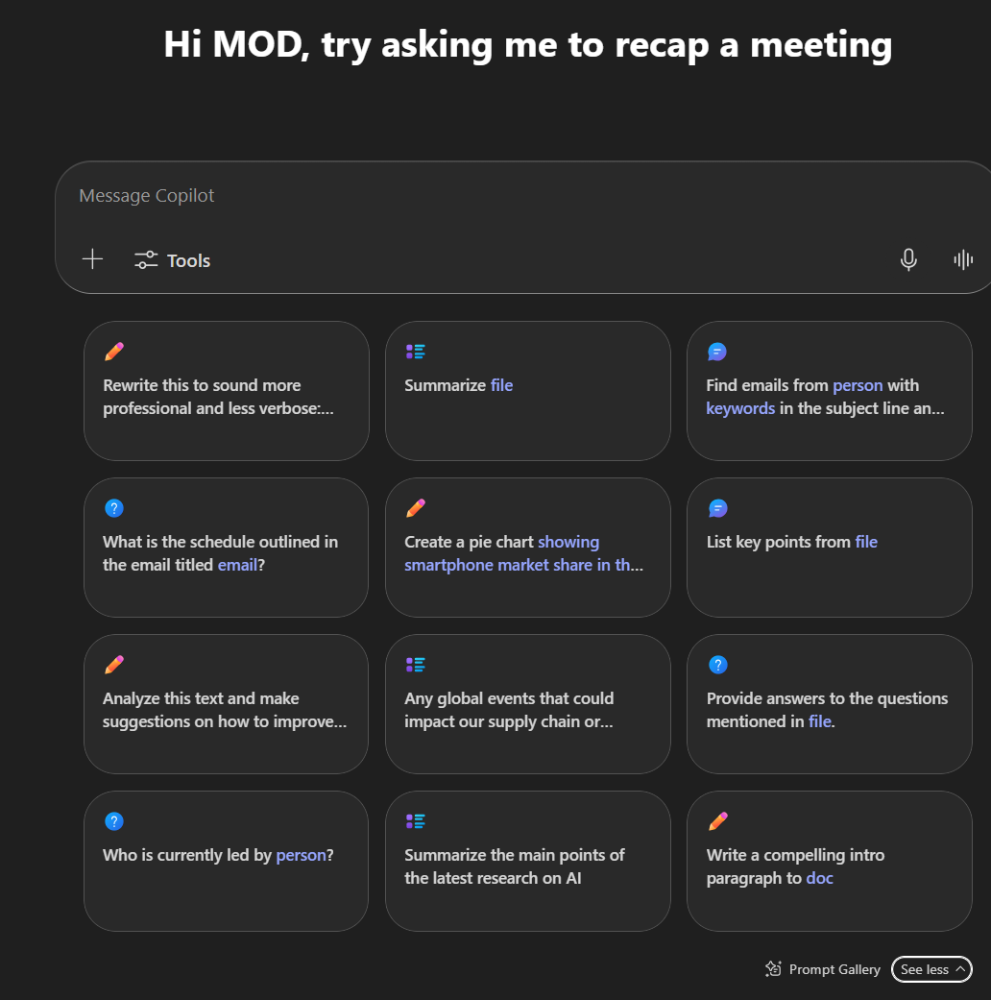 Hi MOD, try asking me to recap a meeting
Message Copilot
Tools
Rewrite this to sound more
professional and less verbose:...
Summarize file
Find emails from person with
keywords in the subject line an...
What is the schedule outlined in
the email titled email?
Create a pie chart showing
smartphone market share in th...
List key points from file
Analyze this text and make
suggestions on how to improve...
Any global events that could
impact our supply chain or...
Provide answers to the questions
mentioned in file.
Who is currently led by person?
Summarize the main points of
the latest research on AI
Write a compelling intro
paragraph to doc
Prompt Gallery
See less